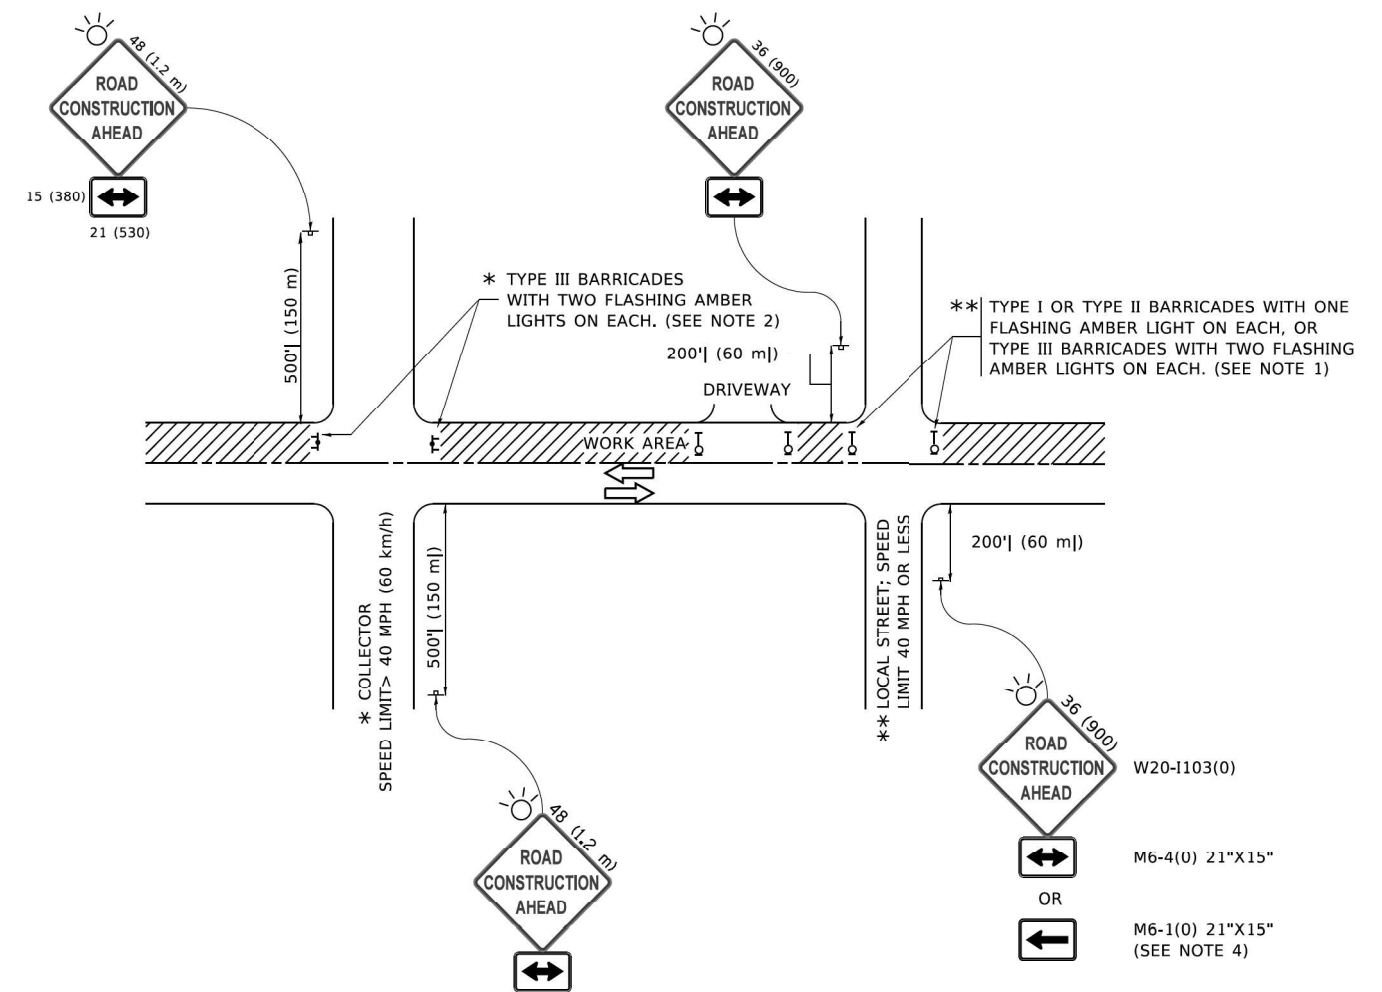 48 (1.2 m)
ROAD
CONSTRUCTION
AHEAD
15 (380)
21 (530)
36 (900)
ROAD
CONSTRUCTION
AHEAD
500'| (150 m)
* TYPE III BARRICADES
WITH TWO FLASHING AMBER
LIGHTS ON EACH. (SEE NOTE 2)
200'| (60 m|)
DRIVEWAY
** TYPE I OR TYPE II BARRICADES WITH ONE
FLASHING AMBER LIGHT ON EACH, OR
TYPE III BARRICADES WITH TWO FLASHING
AMBER LIGHTS ON EACH. (SEE NOTE 1)
WORK AREA
* COLLECTOR
SPEED LIMIT> 40 MPH (60 km/h)
500'| (150 m|)
** LOCAL STREET; SPEED
LIMIT 40 MPH OR LESS
200'| (60 m|)
36 (900)
ROAD
CONSTRUCTION
AHEAD
W20-I103(0)
M6-4(0) 21"X15"
OR
M6-1(0) 21"X15"
(SEE NOTE 4)
48 (1.2 m)
ROAD
CONSTRUCTION
AHEAD